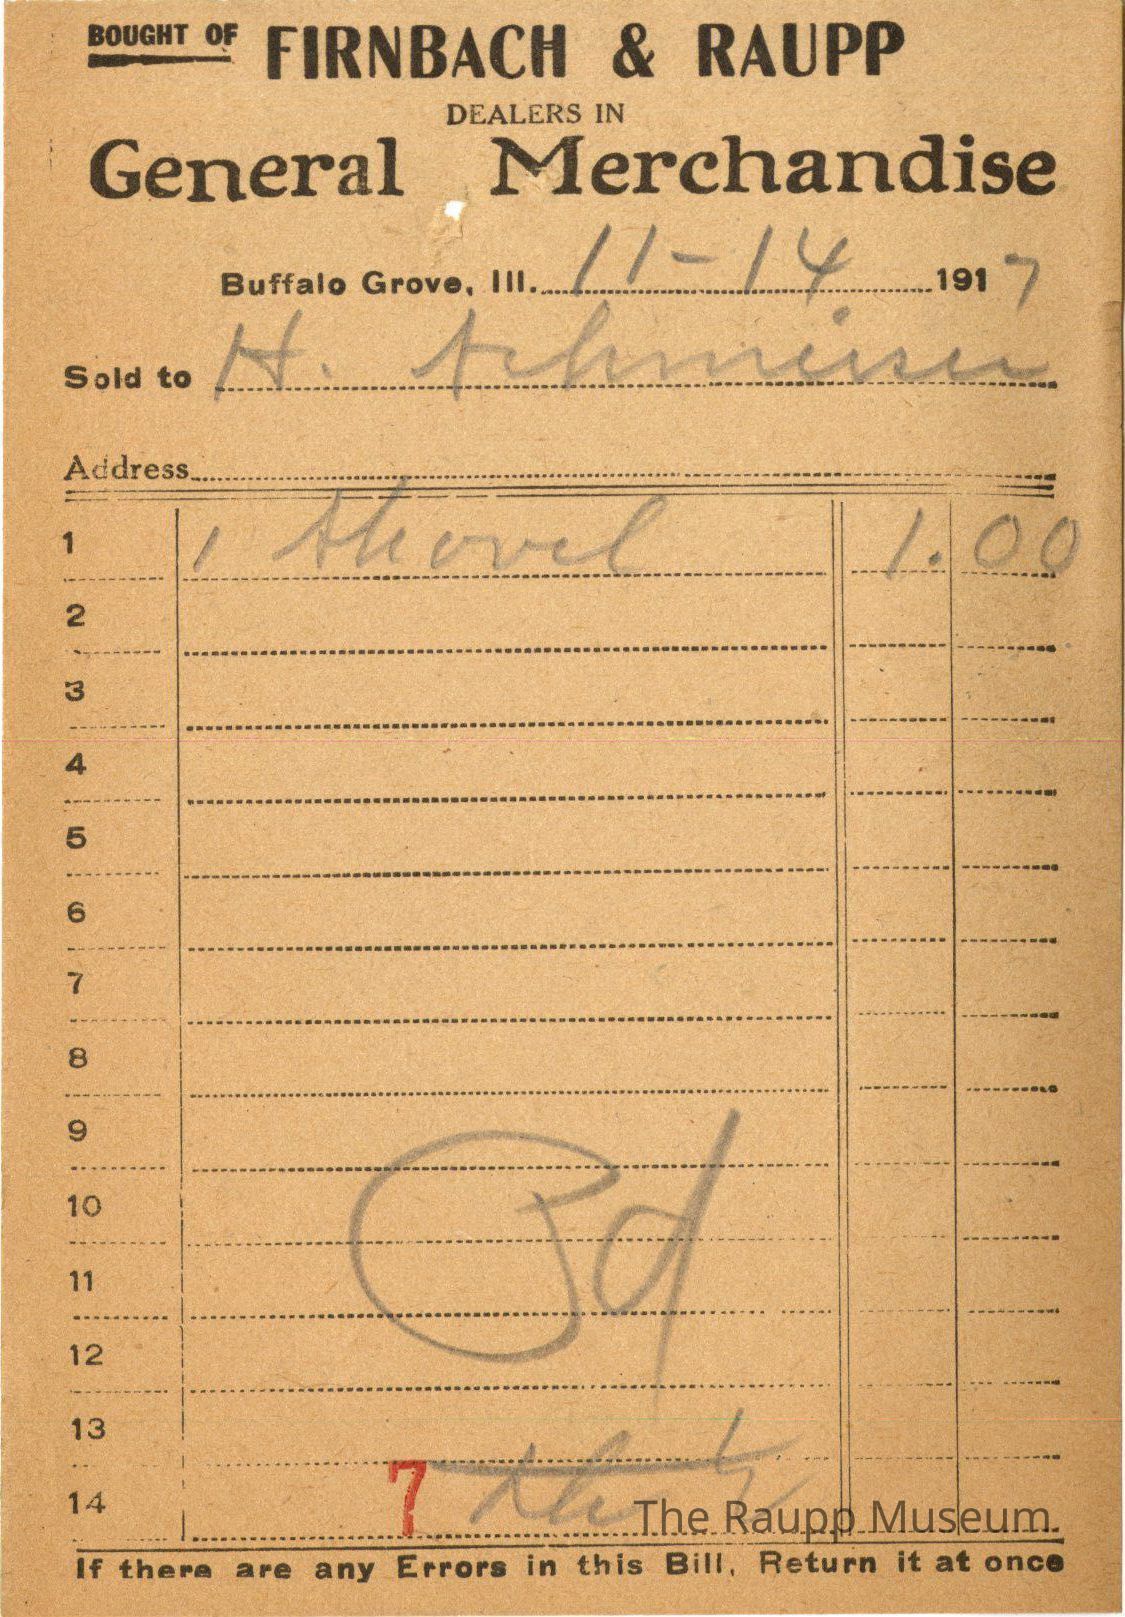 BOUGHT OF FIRNBACH & RAUPP
DEALERS IN
General Merchandise
Buffalo Grove, Ill. 11-14 1917
Sold to H.
Address
1 1 Shovel 1.00
2
3
4
5
6
7
8
9
10
11
12
13
14 7
Pd
The Raupp Museum
If there are any Errors in this Bill, Return it at once